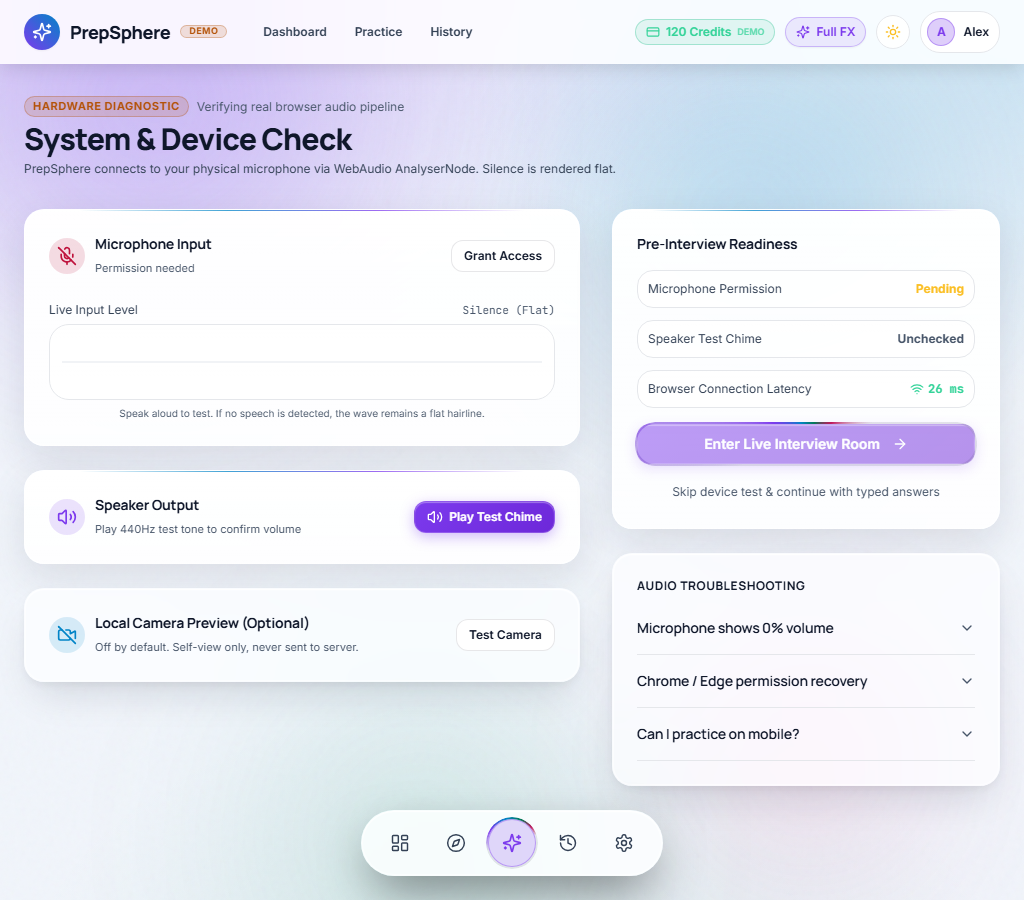 PrepSphere DEMO Dashboard Practice History 120 Credits DEMO Full FX A Alex
HARDWARE DIAGNOSTIC Verifying real browser audio pipeline
System & Device Check
PrepSphere connects to your physical microphone via WebAudio AnalyserNode. Silence is rendered flat.
Microphone Input
Permission needed
Grant Access
Live Input Level Silence (Flat)
Speak aloud to test. If no speech is detected, the wave remains a flat hairline.
Speaker Output
Play 440Hz test tone to confirm volume
Play Test Chime
Local Camera Preview (Optional)
Off by default. Self-view only, never sent to server.
Test Camera
Pre-Interview Readiness
Microphone Permission Pending
Speaker Test Chime Unchecked
Browser Connection Latency 26 ms
Enter Live Interview Room
Skip device test & continue with typed answers
AUDIO TROUBLESHOOTING
Microphone shows 0% volume
Chrome / Edge permission recovery
Can I practice on mobile?